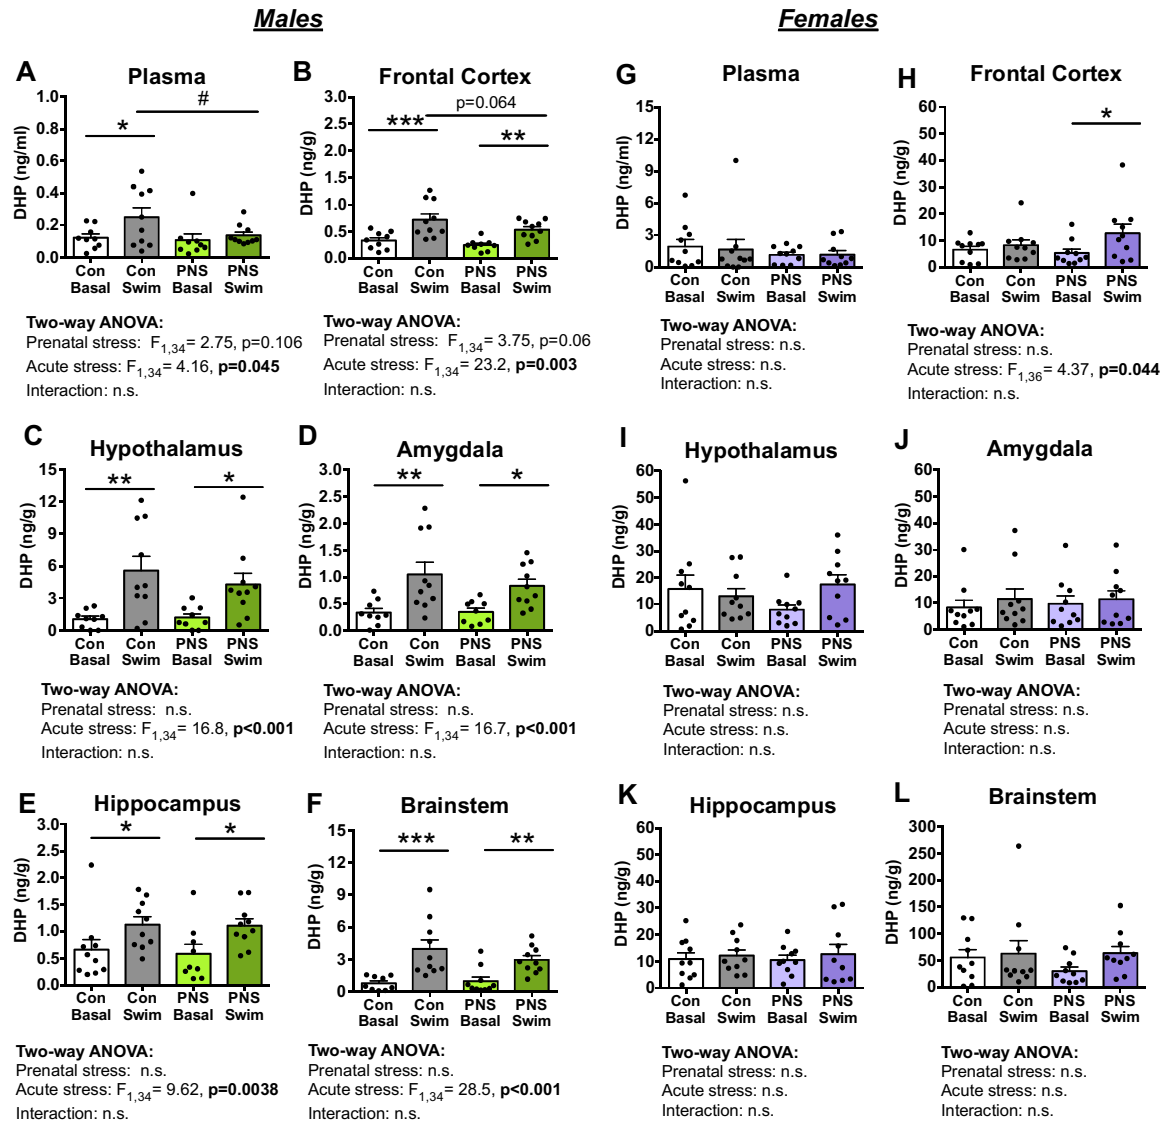 Males
Females
A
Plasma
DHP (ng/ml)
1.0
0.8
0.6
0.4
0.2
0.0
*
#
Con Basal
Con Swim
PNS Basal
PNS Swim
Two-way ANOVA:
Prenatal stress: F1,34= 2.75, p=0.106
Acute stress: F1,34= 4.16, p=0.045
Interaction: n.s.
B
Frontal Cortex
DHP (ng/g)
3.0
2.5
2.0
1.5
1.0
0.5
0.0
p=0.064
***
**
Con Basal
Con Swim
PNS Basal
PNS Swim
Two-way ANOVA:
Prenatal stress: F1,34= 3.75, p=0.06
Acute stress: F1,34= 23.2, p=0.003
Interaction: n.s.
G
Plasma
DHP (ng/ml)
15
12
9
6
3
0
Con Basal
Con Swim
PNS Basal
PNS Swim
Two-way ANOVA:
Prenatal stress: n.s.
Acute stress: n.s.
Interaction: n.s.
H
Frontal Cortex
DHP (ng/g)
60
50
40
30
20
10
0
*
Con Basal
Con Swim
PNS Basal
PNS Swim
Two-way ANOVA:
Prenatal stress: n.s.
Acute stress: F1,36= 4.37, p=0.044
Interaction: n.s.
C
Hypothalamus
DHP (ng/g)
15
12
9
6
3
0
**
*
Con Basal
Con Swim
PNS Basal
PNS Swim
Two-way ANOVA:
Prenatal stress: n.s.
Acute stress: F1,34= 16.8, p<0.001
Interaction: n.s.
D
Amygdala
DHP (ng/g)
3.0
2.5
2.0
1.5
1.0
0.5
0.0
**
*
Con Basal
Con Swim
PNS Basal
PNS Swim
Two-way ANOVA:
Prenatal stress: n.s.
Acute stress: F1,34= 16.7, p<0.001
Interaction: n.s.
I
Hypothalamus
DHP (ng/g)
60
50
40
30
20
10
0
Con Basal
Con Swim
PNS Basal
PNS Swim
Two-way ANOVA:
Prenatal stress: n.s.
Acute stress: n.s.
Interaction: n.s.
J
Amygdala
DHP (ng/g)
60
50
40
30
20
10
0
Con Basal
Con Swim
PNS Basal
PNS Swim
Two-way ANOVA:
Prenatal stress: n.s.
Acute stress: n.s.
Interaction: n.s.
E
Hippocampus
DHP (ng/g)
3.0
2.5
2.0
1.5
1.0
0.5
0.0
*
*
Con Basal
Con Swim
PNS Basal
PNS Swim
Two-way ANOVA:
Prenatal stress: n.s.
Acute stress: F1,34= 9.62, p=0.0038
Interaction: n.s.
F
Brainstem
DHP (ng/g)
15
12
9
6
3
0
***
**
Con Basal
Con Swim
PNS Basal
PNS Swim
Two-way ANOVA:
Prenatal stress: n.s.
Acute stress: F1,34= 28.5, p<0.001
Interaction: n.s.
K
Hippocampus
DHP (ng/g)
60
50
40
30
20
10
0
Con Basal
Con Swim
PNS Basal
PNS Swim
Two-way ANOVA:
Prenatal stress: n.s.
Acute stress: n.s.
Interaction: n.s.
L
Brainstem
DHP (ng/g)
300
250
200
150
100
50
0
Con Basal
Con Swim
PNS Basal
PNS Swim
Two-way ANOVA:
Prenatal stress: n.s.
Acute stress: n.s.
Interaction: n.s.